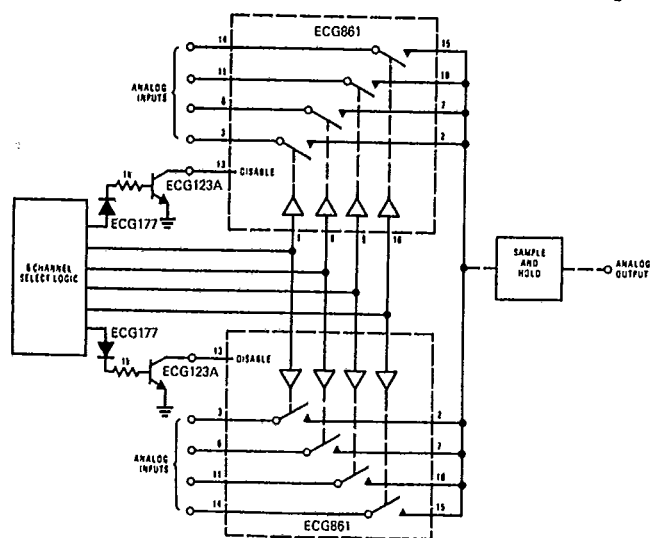 ECG861
14
15
11
10
ANALOG
INPUTS
6
7
3
2
13
DISABLE
1k
ECG123A
ECG177
1
8
9
16
8 CHANNEL
SELECT LOGIC
SAMPLE
AND
HOLD
ANALOG
OUTPUT
ECG177
1k
ECG123A
13
DISABLE
3
2
6
7
ANALOG
INPUTS
11
10
14
15
ECG861